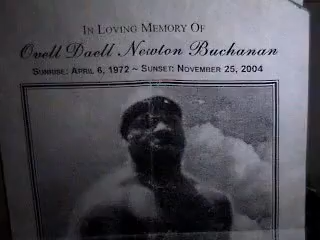 In Loving Memory Of
Ovell Daell Newton Buchanan
Sunrise: April 6, 1972 ~ Sunset: November 25, 2004